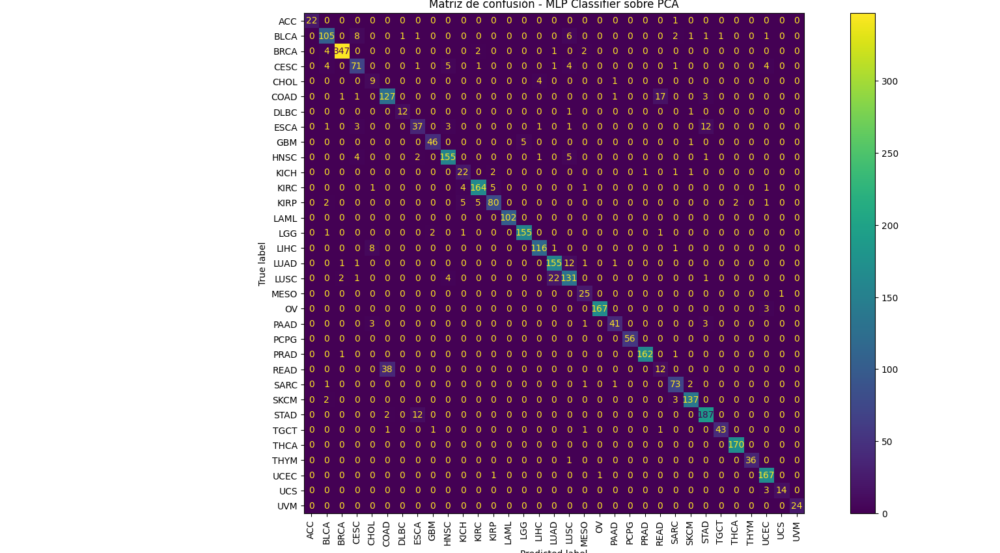 Matriz de confusión - MLP Classifier sobre PCA
ACC 22 0 0 0 0 0 0 0 0 0 0 0 0 0 0 0 0 0 0 0 0 0 0 0 1 0 0 0 0 0 0 0 0
BLCA 0 105 0 8 0 0 1 1 0 0 0 0 0 0 0 0 0 6 0 0 0 0 0 0 2 1 1 1 0 0 1 0 0
BRCA 0 4 347 0 0 0 0 0 0 0 0 2 0 0 0 0 1 0 2 0 0 0 0 0 0 0 0 0 0 0 0 0 0
CESC 0 4 0 71 0 0 0 1 0 5 0 1 0 0 0 0 1 4 0 0 0 0 0 0 1 0 0 0 0 0 4 0 0
CHOL 0 0 0 0 9 0 0 0 0 0 0 0 0 0 0 4 0 0 0 0 1 0 0 0 0 0 0 0 0 0 0 0 0
COAD 0 0 1 1 0 127 0 0 0 0 0 0 0 0 0 0 0 0 0 0 1 0 0 17 0 0 3 0 0 0 0 0 0
DLBC 0 0 0 0 0 0 12 0 0 0 0 0 0 0 0 0 0 1 0 0 0 0 0 0 0 1 0 0 0 0 0 0 0
ESCA 0 1 0 3 0 0 0 37 0 3 0 0 0 0 0 1 0 1 0 0 0 0 0 0 0 0 12 0 0 0 0 0 0
GBM 0 0 0 0 0 0 0 0 46 0 0 0 0 0 5 0 0 0 0 0 0 0 0 0 0 1 0 0 0 0 0 0 0
HNSC 0 0 0 4 0 0 0 2 0 155 0 0 0 0 0 1 0 5 0 0 0 0 0 0 0 0 1 0 0 0 0 0 0
KICH 0 0 0 0 0 0 0 0 0 0 22 0 2 0 0 0 0 0 0 0 0 0 1 0 1 1 0 0 0 0 0 0 0
KIRC 0 0 0 0 1 0 0 0 0 0 4 164 5 0 0 0 0 0 1 0 0 0 0 0 0 0 0 0 0 0 1 0 0
KIRP 0 2 0 0 0 0 0 0 0 0 5 5 80 0 0 0 0 0 0 0 0 0 0 0 0 0 0 0 2 0 1 0 0
LAML 0 0 0 0 0 0 0 0 0 0 0 0 0 102 0 0 0 0 0 0 0 0 0 0 0 0 0 0 0 0 0 0 0
LGG 0 1 0 0 0 0 0 0 2 0 1 0 0 0 155 0 0 0 0 0 0 0 0 1 0 0 0 0 0 0 0 0 0
LIHC 0 0 0 0 8 0 0 0 0 0 0 0 0 0 0 116 1 0 0 0 0 0 0 0 1 0 0 0 0 0 0 0 0
LUAD 0 0 1 1 0 0 0 0 0 0 0 0 0 0 0 0 155 12 1 0 1 0 0 0 0 0 0 0 0 0 0 0 0
LUSC 0 0 2 1 0 0 0 0 0 4 0 0 0 0 0 0 22 131 0 0 0 0 0 0 0 0 1 0 0 0 0 0 0
MESO 0 0 0 0 0 0 0 0 0 0 0 0 0 0 0 0 0 0 25 0 0 0 0 0 0 0 0 0 0 0 0 1 0
OV 0 0 0 0 0 0 0 0 0 0 0 0 0 0 0 0 0 0 0 167 0 0 0 0 0 0 0 0 0 0 3 0 0
PAAD 0 0 0 0 3 0 0 0 0 0 0 0 0 0 0 0 0 0 1 0 41 0 0 0 0 0 3 0 0 0 0 0 0
PCPG 0 0 0 0 0 0 0 0 0 0 0 0 0 0 0 0 0 0 0 0 0 56 0 0 0 0 0 0 0 0 0 0 0
PRAD 0 0 1 0 0 0 0 0 0 0 0 0 0 0 0 0 0 0 0 0 0 0 162 0 1 0 0 0 0 0 0 0 0
READ 0 0 0 0 0 38 0 0 0 0 0 0 0 0 0 0 0 0 0 0 0 0 0 12 0 0 0 0 0 0 0 0 0
SARC 0 1 0 0 0 0 0 0 0 0 0 0 0 0 0 0 0 0 1 0 1 0 0 0 73 2 0 0 0 0 0 0 0
SKCM 0 2 0 0 0 0 0 0 0 0 0 0 0 0 0 0 0 0 0 0 0 0 0 0 3 137 0 0 0 0 0 0 0
STAD 0 0 0 0 0 2 0 12 0 0 0 0 0 0 0 0 0 0 0 0 0 0 0 0 0 0 187 0 0 0 0 0 0
TGCT 0 0 0 0 0 1 0 0 1 0 0 0 0 0 0 0 0 0 1 0 0 0 0 1 0 0 0 43 0 0 0 0 0
THCA 0 0 0 0 0 0 0 0 0 0 0 0 0 0 0 0 0 0 0 0 0 0 0 0 0 0 0 0 170 0 0 0 0
THYM 0 0 0 0 0 0 0 0 0 0 0 0 0 0 0 0 0 1 0 0 0 0 0 0 0 0 0 0 0 36 0 0 0
UCEC 0 0 0 0 0 0 0 0 0 0 0 0 1 0 0 0 0 0 0 1 0 0 0 0 0 0 0 0 0 0 167 0 0
UCS 0 0 0 0 0 0 0 0 0 0 0 0 0 0 0 0 0 0 0 0 0 0 0 0 0 0 0 0 0 0 3 14 0
UVM 0 0 0 0 0 0 0 0 0 0 0 0 0 0 0 0 0 0 0 0 0 0 0 0 0 0 0 0 0 0 0 0 24
True label
ACC BLCA BRCA CESC CHOL COAD DLBC ESCA GBM HNSC KICH KIRC KIRP LAML LGG LIHC LUAD LUSC MESO OV PAAD PCPG PRAD READ SARC SKCM STAD TGCT THCA THYM UCEC UCS UVM
Predicted label
300
250
200
150
100
50
0